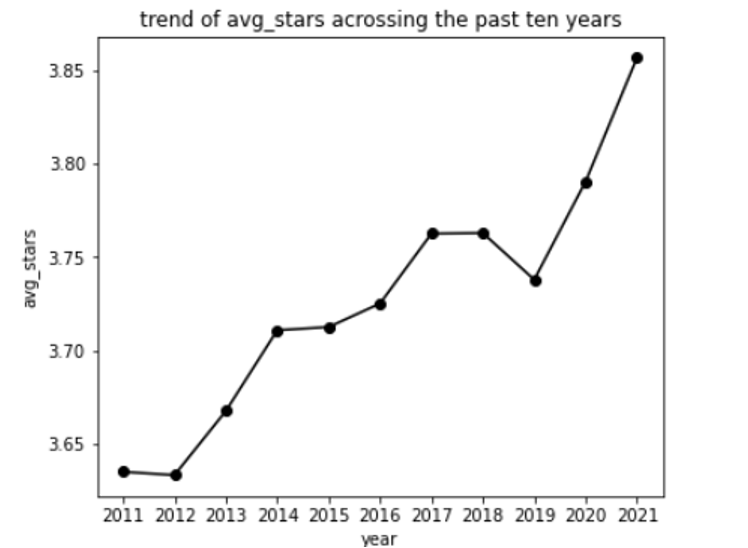 trend of avg_stars acrossing the past ten years
3.85
3.80
3.75
3.70
3.65
avg_stars
2011 2012 2013 2014 2015 2016 2017 2018 2019 2020 2021
year